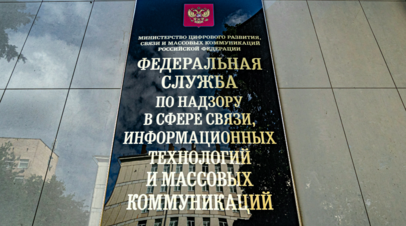 МИНИСТЕРСТВО ЦИФРОВОГО РАЗВИТИЯ,
СВЯЗИ И МАССОВЫХ КОММУНИКАЦИЙ
РОССИЙСКОЙ ФЕДЕРАЦИИ
ФЕДЕРАЛЬНАЯ
СЛУЖБА
ПО НАДЗОРУ
В СФЕРЕ СВЯЗИ,
ИНФОРМАЦИОННЫХ
ТЕХНОЛОГИЙ
И МАССОВЫХ
КОММУНИКАЦИЙ